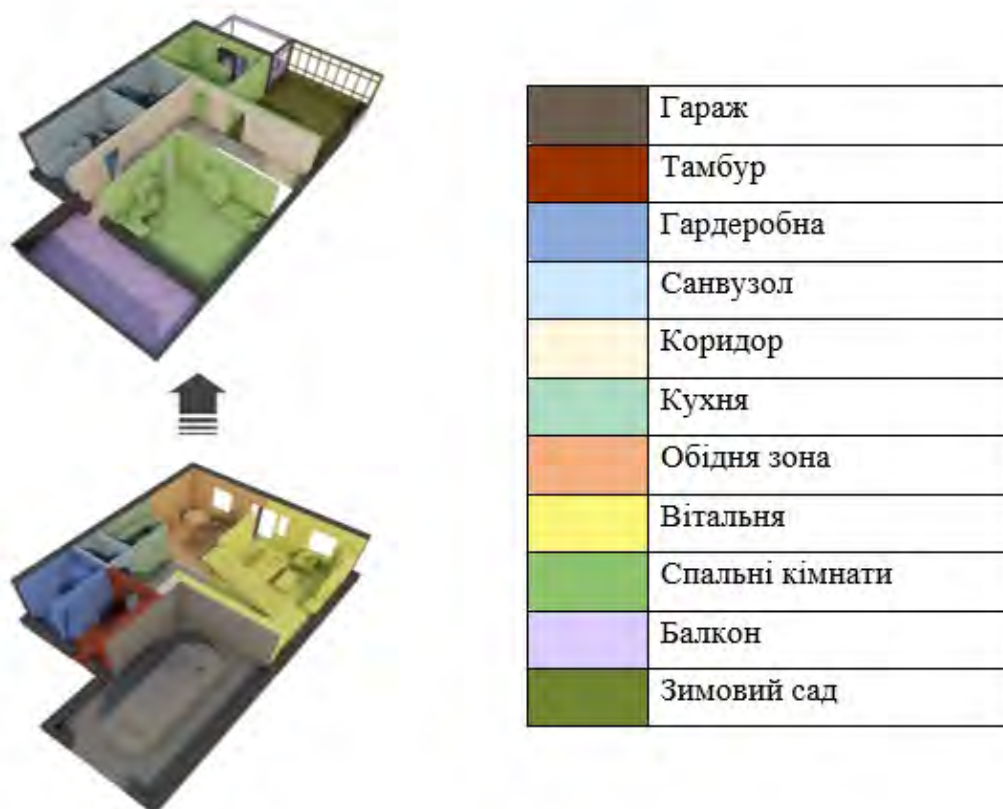 Гараж
Тамбур
Гардеробна
Санвузол
Коридор
Кухня
Обідня зона
Вітальня
Спальні кімнати
Балкон
Зимовий сад